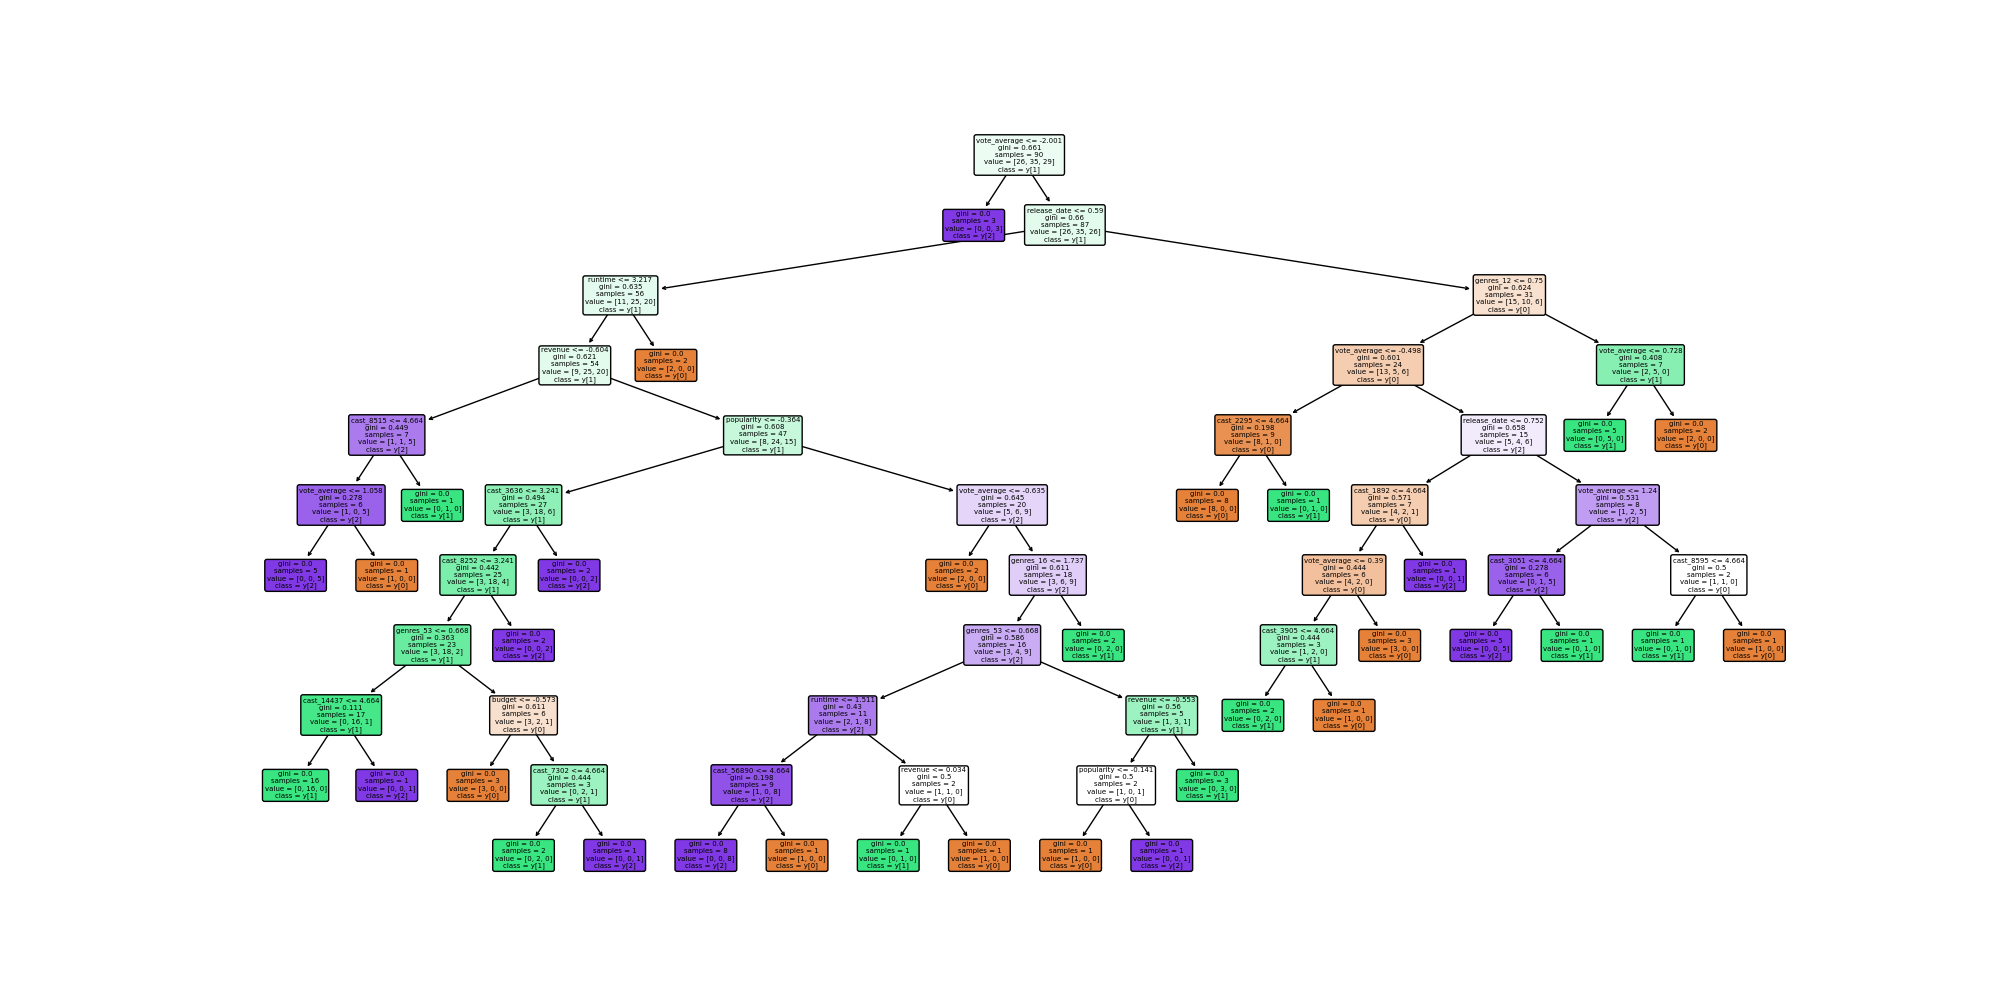 vote_average <= -2.001
gini = 0.661
samples = 90
value = [26, 35, 29]
class = y[1]
gini = 0.0
samples = 3
value = [0, 0, 3]
class = y[2]
release_date <= 0.59
gini = 0.66
samples = 87
value = [26, 35, 26]
class = y[1]
runtime <= 3.217
gini = 0.635
samples = 56
value = [11, 25, 20]
class = y[1]
genres_12 <= 0.75
gini = 0.624
samples = 31
value = [15, 10, 6]
class = y[0]
revenue <= -0.604
gini = 0.621
samples = 54
value = [9, 25, 20]
class = y[1]
gini = 0.0
samples = 2
value = [2, 0, 0]
class = y[0]
vote_average <= -0.498
gini = 0.601
samples = 24
value = [13, 5, 6]
class = y[0]
vote_average <= 0.728
gini = 0.408
samples = 7
value = [2, 5, 0]
class = y[1]
cast_8515 <= 4.664
gini = 0.449
samples = 7
value = [1, 1, 5]
class = y[2]
popularity <= -0.364
gini = 0.608
samples = 47
value = [8, 24, 15]
class = y[1]
cast_2295 <= 4.664
gini = 0.198
samples = 9
value = [8, 1, 0]
class = y[0]
release_date <= 0.752
gini = 0.658
samples = 15
value = [5, 4, 6]
class = y[2]
gini = 0.0
samples = 5
value = [0, 5, 0]
class = y[1]
gini = 0.0
samples = 2
value = [2, 0, 0]
class = y[0]
vote_average <= 1.058
gini = 0.278
samples = 6
value = [1, 0, 5]
class = y[2]
gini = 0.0
samples = 1
value = [0, 1, 0]
class = y[1]
cast_3636 <= 3.241
gini = 0.494
samples = 27
value = [3, 18, 6]
class = y[1]
vote_average <= -0.635
gini = 0.645
samples = 20
value = [5, 6, 9]
class = y[2]
gini = 0.0
samples = 8
value = [8, 0, 0]
class = y[0]
gini = 0.0
samples = 1
value = [0, 1, 0]
class = y[1]
cast_1892 <= 4.664
gini = 0.571
samples = 7
value = [4, 2, 1]
class = y[0]
vote_average <= 1.24
gini = 0.531
samples = 8
value = [1, 2, 5]
class = y[2]
gini = 0.0
samples = 5
value = [0, 0, 5]
class = y[2]
gini = 0.0
samples = 1
value = [1, 0, 0]
class = y[0]
cast_8252 <= 3.241
gini = 0.442
samples = 25
value = [3, 18, 4]
class = y[1]
gini = 0.0
samples = 2
value = [0, 0, 2]
class = y[2]
gini = 0.0
samples = 2
value = [2, 0, 0]
class = y[0]
genres_16 <= 1.737
gini = 0.611
samples = 18
value = [3, 6, 9]
class = y[2]
vote_average <= 0.39
gini = 0.444
samples = 6
value = [4, 2, 0]
class = y[0]
gini = 0.0
samples = 1
value = [0, 0, 1]
class = y[2]
cast_3051 <= 4.664
gini = 0.278
samples = 6
value = [0, 1, 5]
class = y[2]
cast_8595 <= 4.664
gini = 0.5
samples = 2
value = [1, 1, 0]
class = y[0]
genres_53 <= 0.668
gini = 0.363
samples = 23
value = [3, 18, 2]
class = y[1]
gini = 0.0
samples = 2
value = [0, 0, 2]
class = y[2]
genres_53 <= 0.668
gini = 0.586
samples = 16
value = [3, 4, 9]
class = y[2]
gini = 0.0
samples = 2
value = [0, 2, 0]
class = y[1]
cast_3905 <= 4.664
gini = 0.444
samples = 3
value = [1, 2, 0]
class = y[1]
gini = 0.0
samples = 3
value = [3, 0, 0]
class = y[0]
gini = 0.0
samples = 5
value = [0, 0, 5]
class = y[2]
gini = 0.0
samples = 1
value = [0, 1, 0]
class = y[1]
gini = 0.0
samples = 1
value = [0, 1, 0]
class = y[1]
gini = 0.0
samples = 1
value = [1, 0, 0]
class = y[0]
cast_14437 <= 4.664
gini = 0.111
samples = 17
value = [0, 16, 1]
class = y[1]
budget <= -0.573
gini = 0.611
samples = 6
value = [3, 2, 1]
class = y[0]
runtime <= 1.511
gini = 0.43
samples = 11
value = [2, 1, 8]
class = y[2]
revenue <= -0.553
gini = 0.56
samples = 5
value = [1, 3, 1]
class = y[1]
gini = 0.0
samples = 2
value = [0, 2, 0]
class = y[1]
gini = 0.0
samples = 1
value = [1, 0, 0]
class = y[0]
gini = 0.0
samples = 16
value = [0, 16, 0]
class = y[1]
gini = 0.0
samples = 1
value = [0, 0, 1]
class = y[2]
gini = 0.0
samples = 3
value = [3, 0, 0]
class = y[0]
cast_7302 <= 4.664
gini = 0.444
samples = 3
value = [0, 2, 1]
class = y[1]
cast_56890 <= 4.664
gini = 0.198
samples = 9
value = [1, 0, 8]
class = y[2]
revenue <= 0.034
gini = 0.5
samples = 2
value = [1, 1, 0]
class = y[0]
popularity <= -0.141
gini = 0.5
samples = 2
value = [1, 0, 1]
class = y[0]
gini = 0.0
samples = 3
value = [0, 3, 0]
class = y[1]
gini = 0.0
samples = 2
value = [0, 2, 0]
class = y[1]
gini = 0.0
samples = 1
value = [0, 0, 1]
class = y[2]
gini = 0.0
samples = 8
value = [0, 0, 8]
class = y[2]
gini = 0.0
samples = 1
value = [1, 0, 0]
class = y[0]
gini = 0.0
samples = 1
value = [0, 1, 0]
class = y[1]
gini = 0.0
samples = 1
value = [1, 0, 0]
class = y[0]
gini = 0.0
samples = 1
value = [1, 0, 0]
class = y[0]
gini = 0.0
samples = 1
value = [0, 0, 1]
class = y[2]